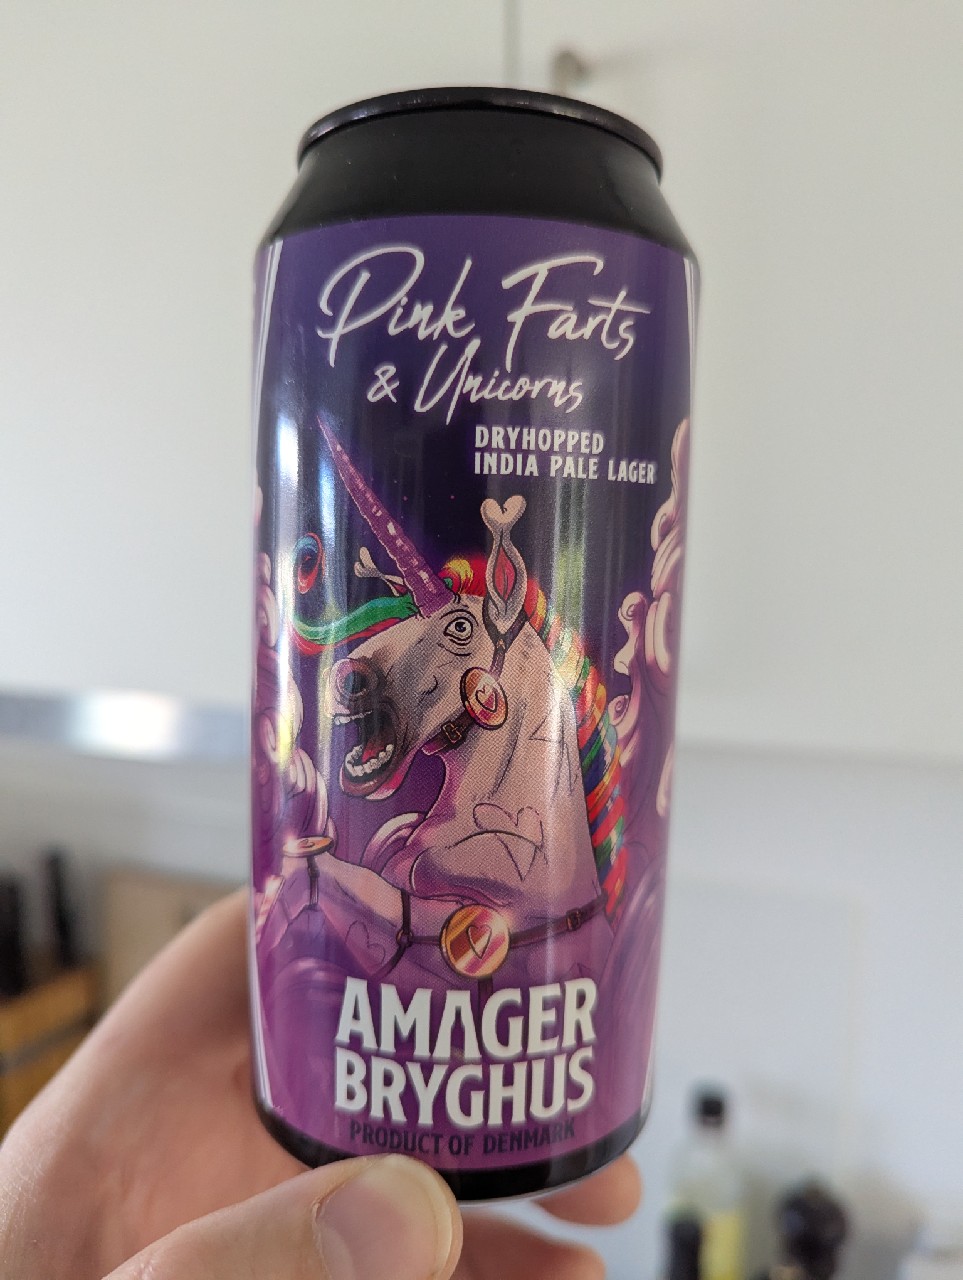 Pink Farts
& Unicorns
DRYHOPPED
INDIA PALE LAGER
AMAGER
BRYGHUS
PRODUCT OF DENMARK